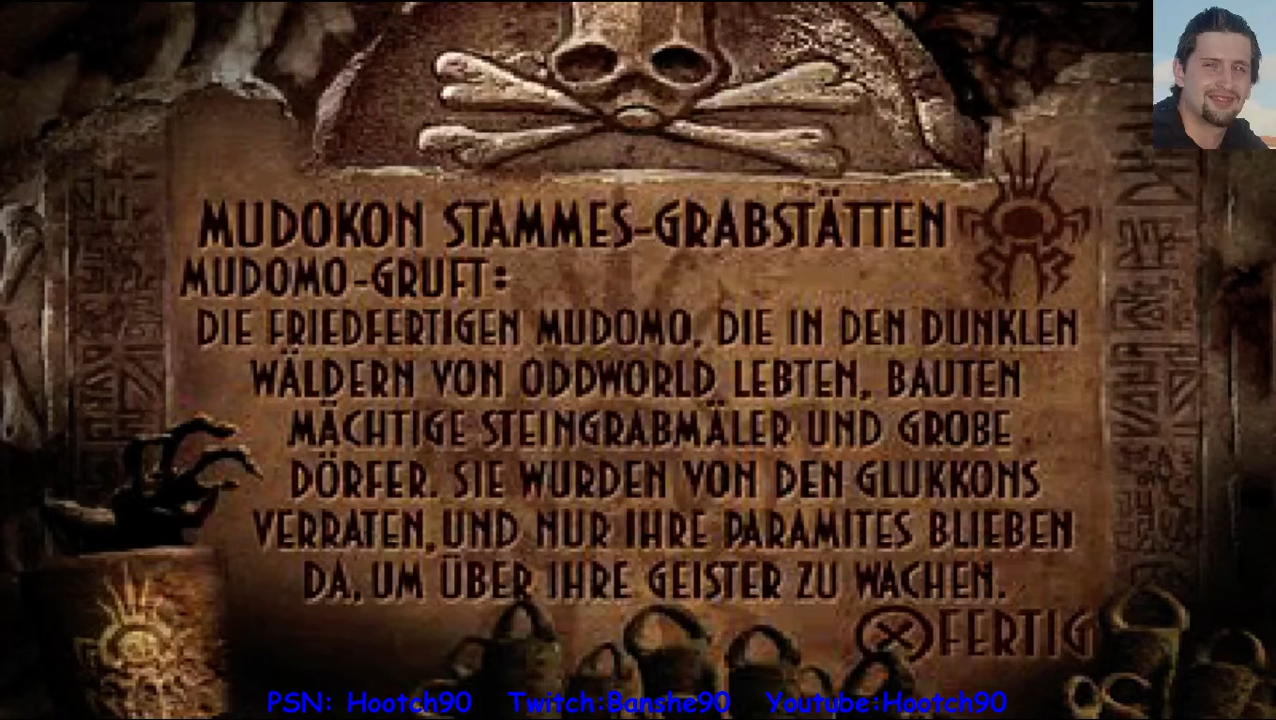 MUDOKON STAMMES-GRABSTÄTTEN
MUDOMO-GRUFT:
DIE FRIEDFERTIGEN MUDOMO, DIE IN DEN DUNKLEN
WÄLDERN VON ODDWORLD LEBTEN, BAUTEN
MÄCHTIGE STEINGRABMÄLER UND GROBE
DÖRFER. SIE WURDEN VON DEN GLUKKONS
VERRATEN, UND NUR IHRE PARAMITES BLIEBEN
DA, UM ÜBER IHRE GEISTER ZU WACHEN.
FERTIG
PSN: Hootch90 Twitch:Banshe90 Youtube:Hootch90